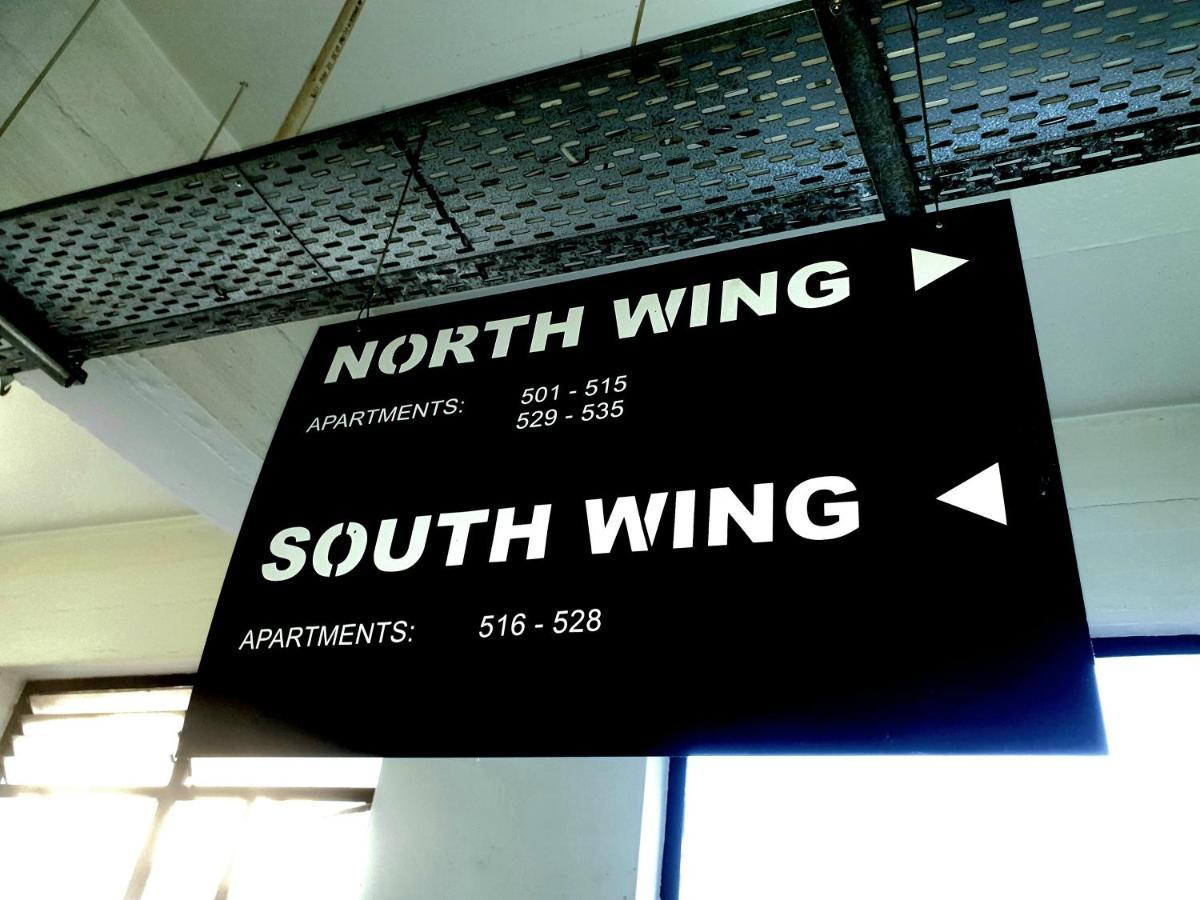 NORTH WING
APARTMENTS: 501 - 515
529 - 535
SOUTH WING
APARTMENTS: 516 - 528